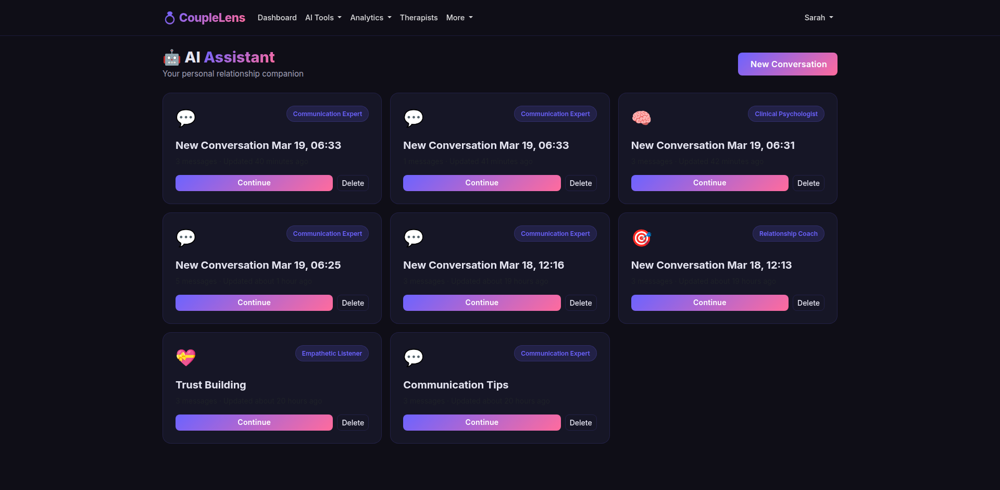 CoupleLens Dashboard AI Tools Analytics Therapists More Sarah
AI Assistant
Your personal relationship companion
New Conversation
Communication Expert
New Conversation Mar 19, 06:33
3 messages · Updated 40 minutes ago
Continue Delete
Communication Expert
New Conversation Mar 19, 06:33
1 messages · Updated 41 minutes ago
Continue Delete
Clinical Psychologist
New Conversation Mar 19, 06:31
3 messages · Updated 42 minutes ago
Continue Delete
Communication Expert
New Conversation Mar 19, 06:25
5 messages · Updated about 1 hour ago
Continue Delete
Communication Expert
New Conversation Mar 18, 12:16
3 messages · Updated about 19 hours ago
Continue Delete
Relationship Coach
New Conversation Mar 18, 12:13
messages · Updated about 19 hours ago
Continue Delete
Empathetic Listener
Trust Building
3 messages · Updated about 20 hours ago
Continue Delete
Communication Expert
Communication Tips
3 messages · Updated about 20 hours ago
Continue Delete